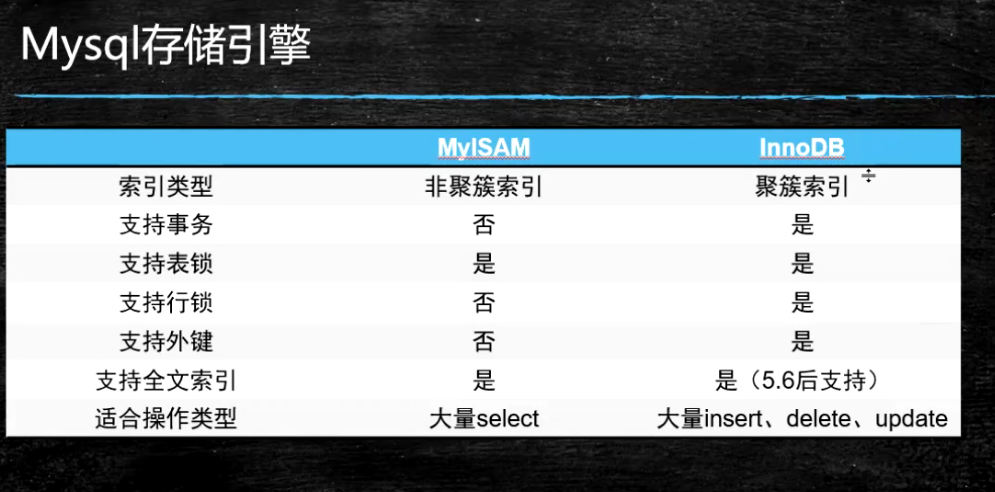 Mysql存储引擎
MyISAM InnoDB
索引类型 非聚簇索引 聚簇索引
支持事务 否 是
支持表锁 是 是
支持行锁 否 是
支持外键 否 是
支持全文索引 是 是（5.6后支持）
适合操作类型 大量select 大量insert、delete、update